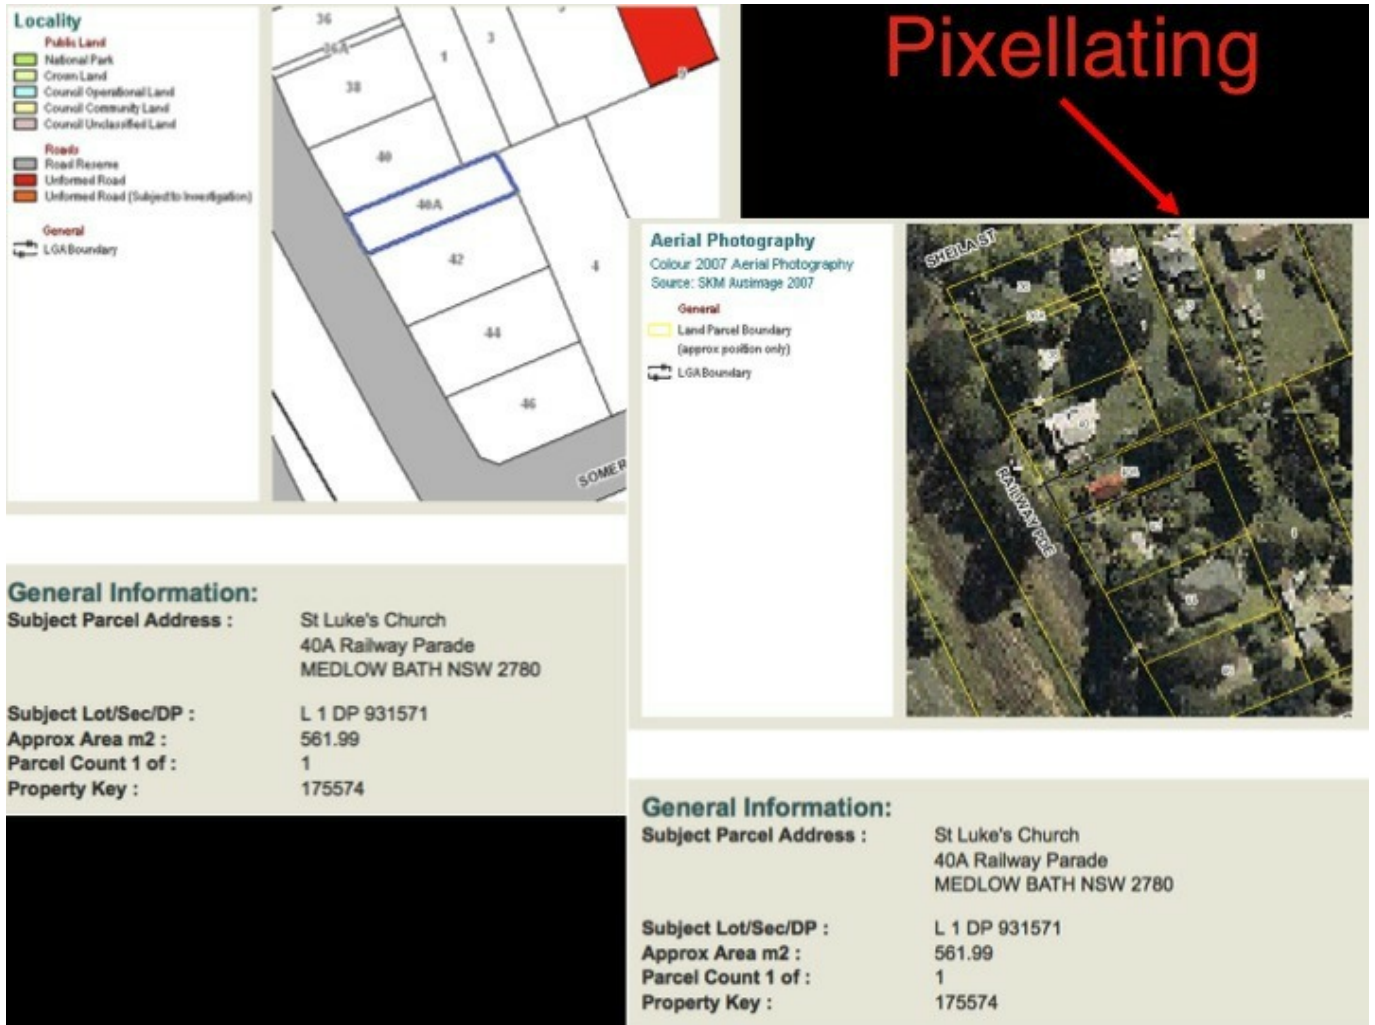 Locality
Public Land
National Park
Crown Land
Council Operational Land
Council Community Land
Council Unclassified Land
Roads
Road Reserve
Unformed Road
Unformed Road (Subject to Investigation)
General
LGA Boundary
36
36A
38
1
3
9
40
40A
42
4
44
46
SOMER
Pixellating
Aerial Photography
Colour 2007 Aerial Photography
Source: SKM Ausimage 2007
General
Land Parcel Boundary
(approx position only)
LGA Boundary
SHEILA ST
RAILWAY PDE
General Information:
Subject Parcel Address : St Luke's Church
40A Railway Parade
MEDLOW BATH NSW 2780
Subject Lot/Sec/DP : L 1 DP 931571
Approx Area m2 : 561.99
Parcel Count 1 of : 1
Property Key : 175574
General Information:
Subject Parcel Address : St Luke's Church
40A Railway Parade
MEDLOW BATH NSW 2780
Subject Lot/Sec/DP : L 1 DP 931571
Approx Area m2 : 561.99
Parcel Count 1 of : 1
Property Key : 175574